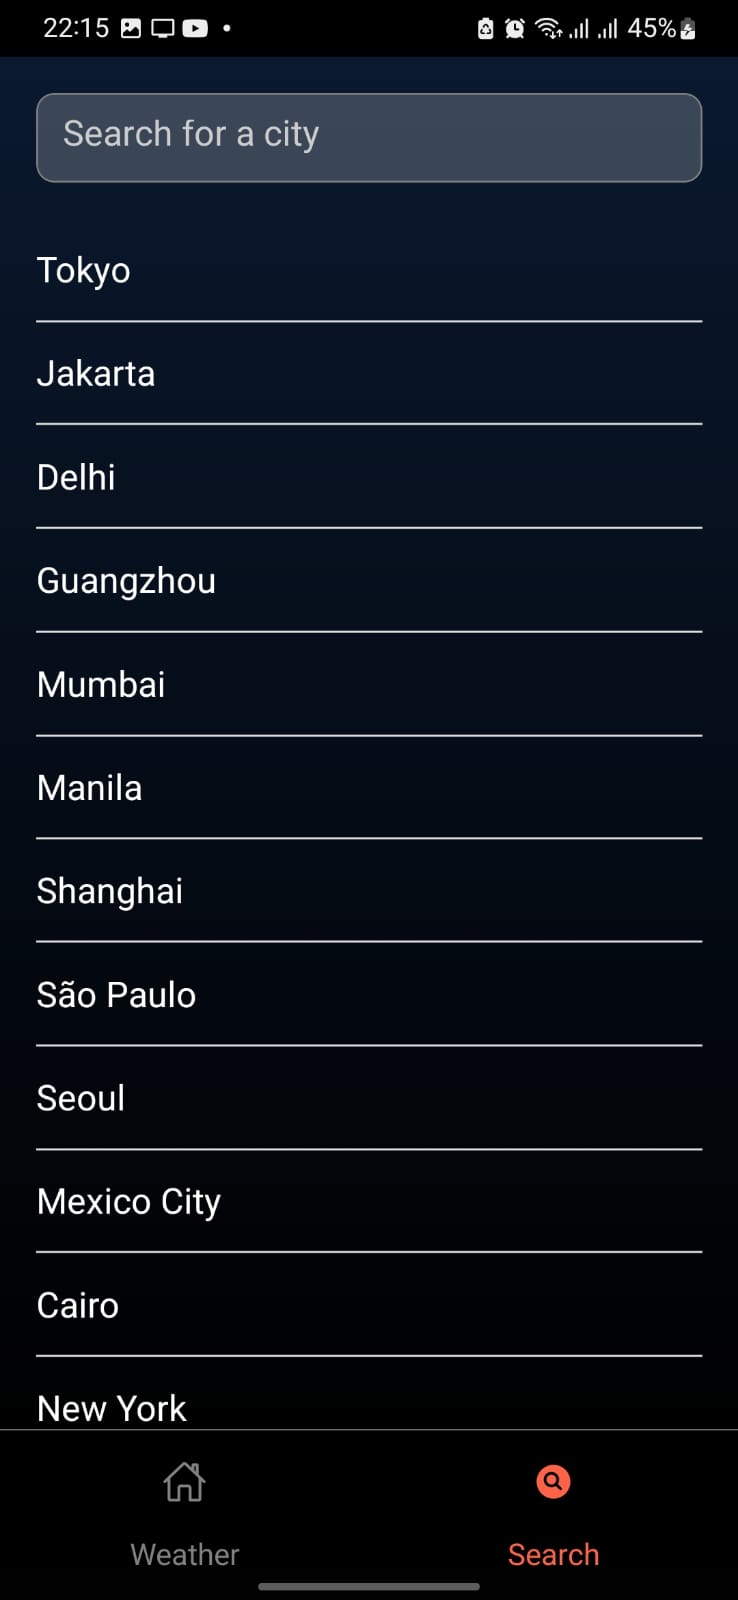 22:15 45%
Search for a city
Tokyo
Jakarta
Delhi
Guangzhou
Mumbai
Manila
Shanghai
São Paulo
Seoul
Mexico City
Cairo
New York
Weather Search